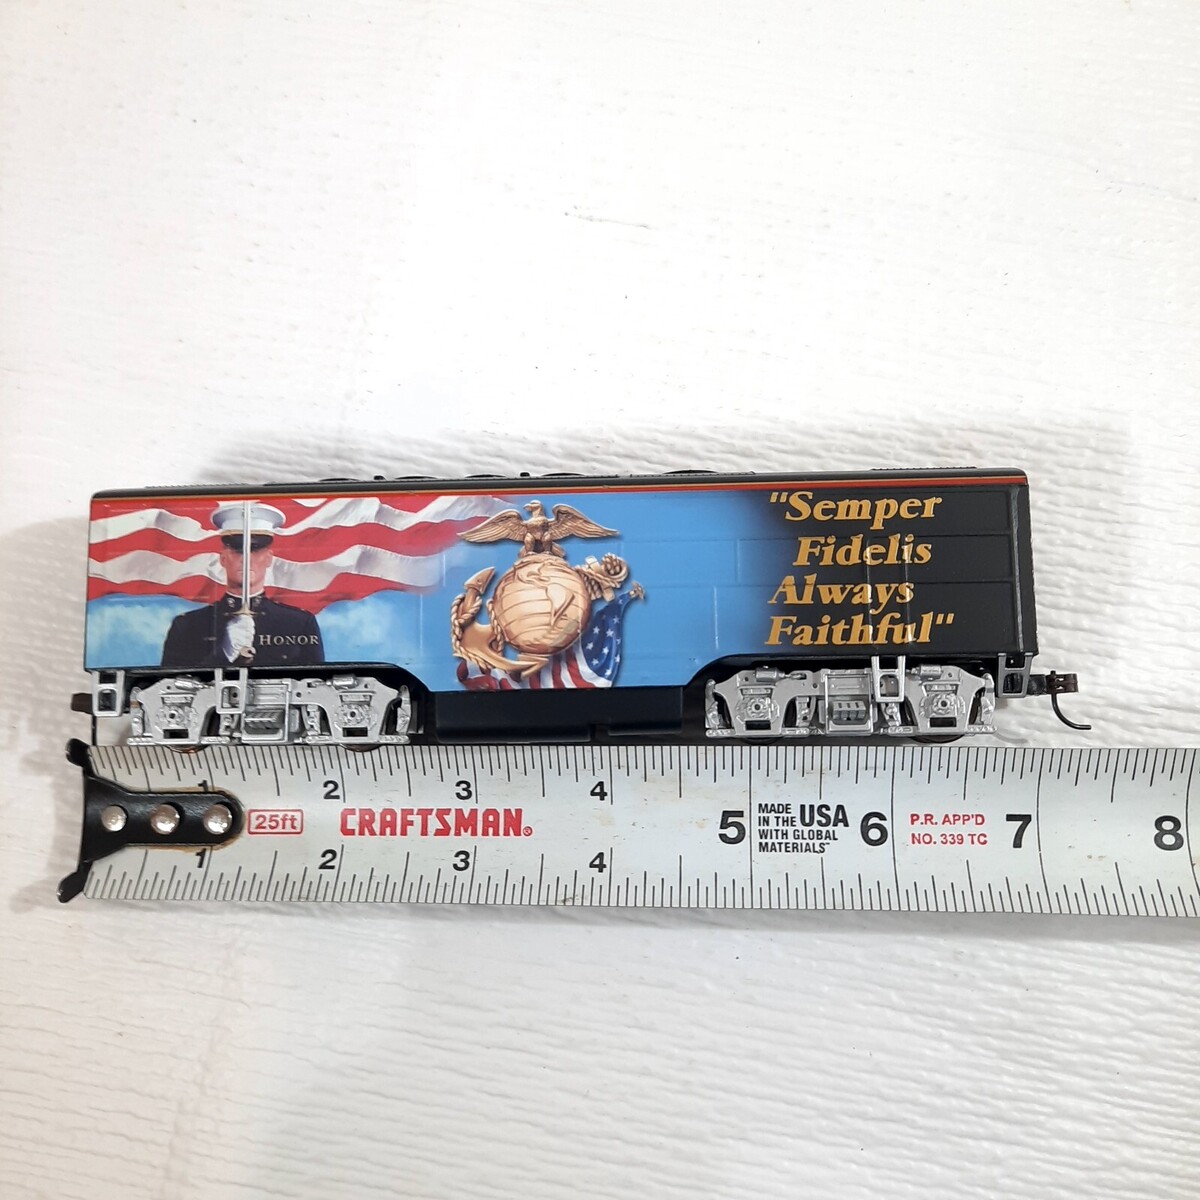 "Semper
Fidelis
Always
Faithful"
HONOR
1 2 3 4
25ft CRAFTSMAN®
5 MADE IN THE USA WITH GLOBAL MATERIALS™ 6 P.R. APP'D NO. 339 TC 7 8
1 2 3 4